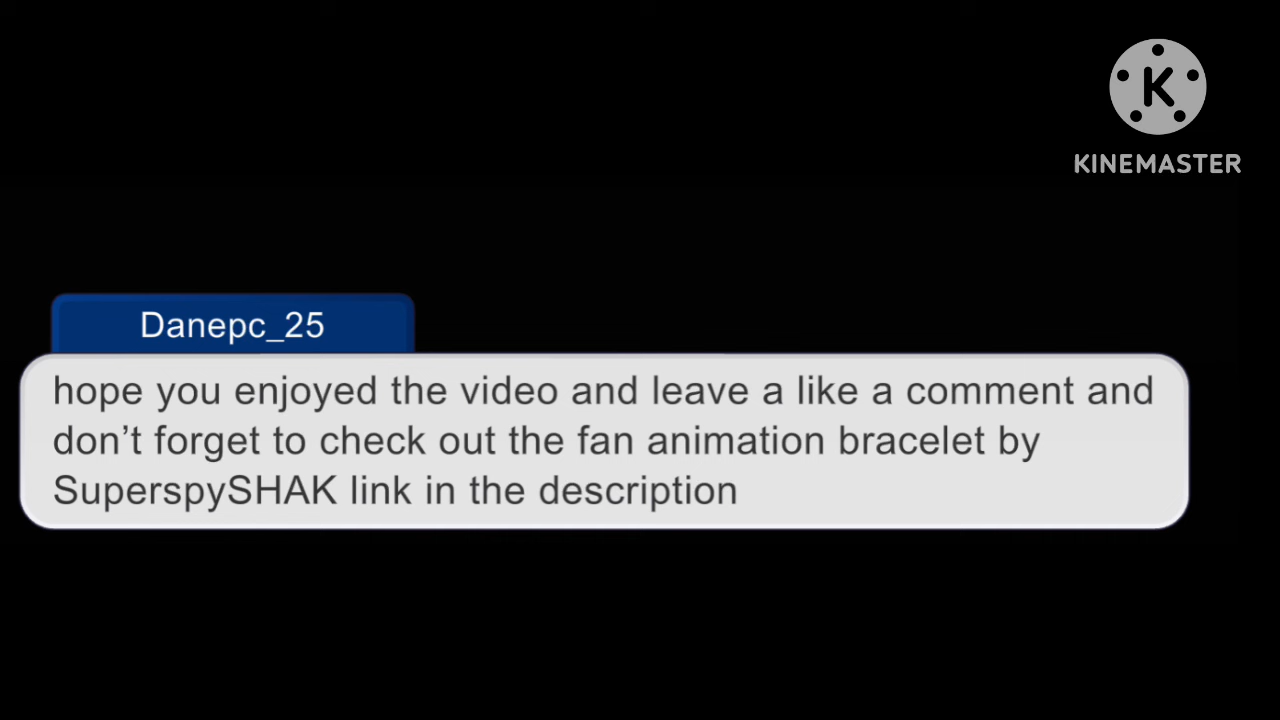 K
KINEMASTER
Danepc_25
hope you enjoyed the video and leave a like a comment and
don’t forget to check out the fan animation bracelet by
SuperspySHAK link in the description